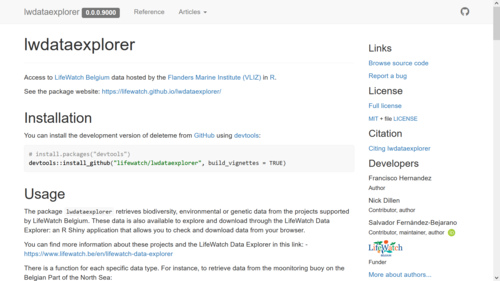 lwdataexplorer 0.0.0.9000 Reference Articles
lwdataexplorer
Access to LifeWatch Belgium data hosted by the Flanders Marine Institute (VLIZ) in R.
See the package website: https://lifewatch.github.io/lwdataexplorer/
Installation
You can install the development version of deleteme from GitHub using devtools:
# install.packages("devtools")
devtools::install_github("lifewatch/lwdataexplorer", build_vignettes = TRUE)
Usage
The package lwdataexplorer retrieves biodiversity, environmental or genetic data from the projects supported
by LifeWatch Belgium. These data is also available to explore and download through the LifeWatch Data
Explorer: an R Shiny application that allows you to check and download data from your browser.
You can find more information about these projects and the LifeWatch Data Explorer in this link: -
https://www.lifewatch.be/en/lifewatch-data-explorer
There is a function for each specific data type. For instance, to retrieve data from the moonitoring buoy on the
Belgian Part of the North Sea:
Links
Browse source code
Report a bug
License
Full license
MIT + file LICENSE
Citation
Citing lwdataexplorer
Developers
Francisco Hernandez
Author
Nick Dillen
Contributor, author
Salvador Fernández-Bejarano
Contributor, maintainer, author iD
LifeWatch
Funder
More about authors...